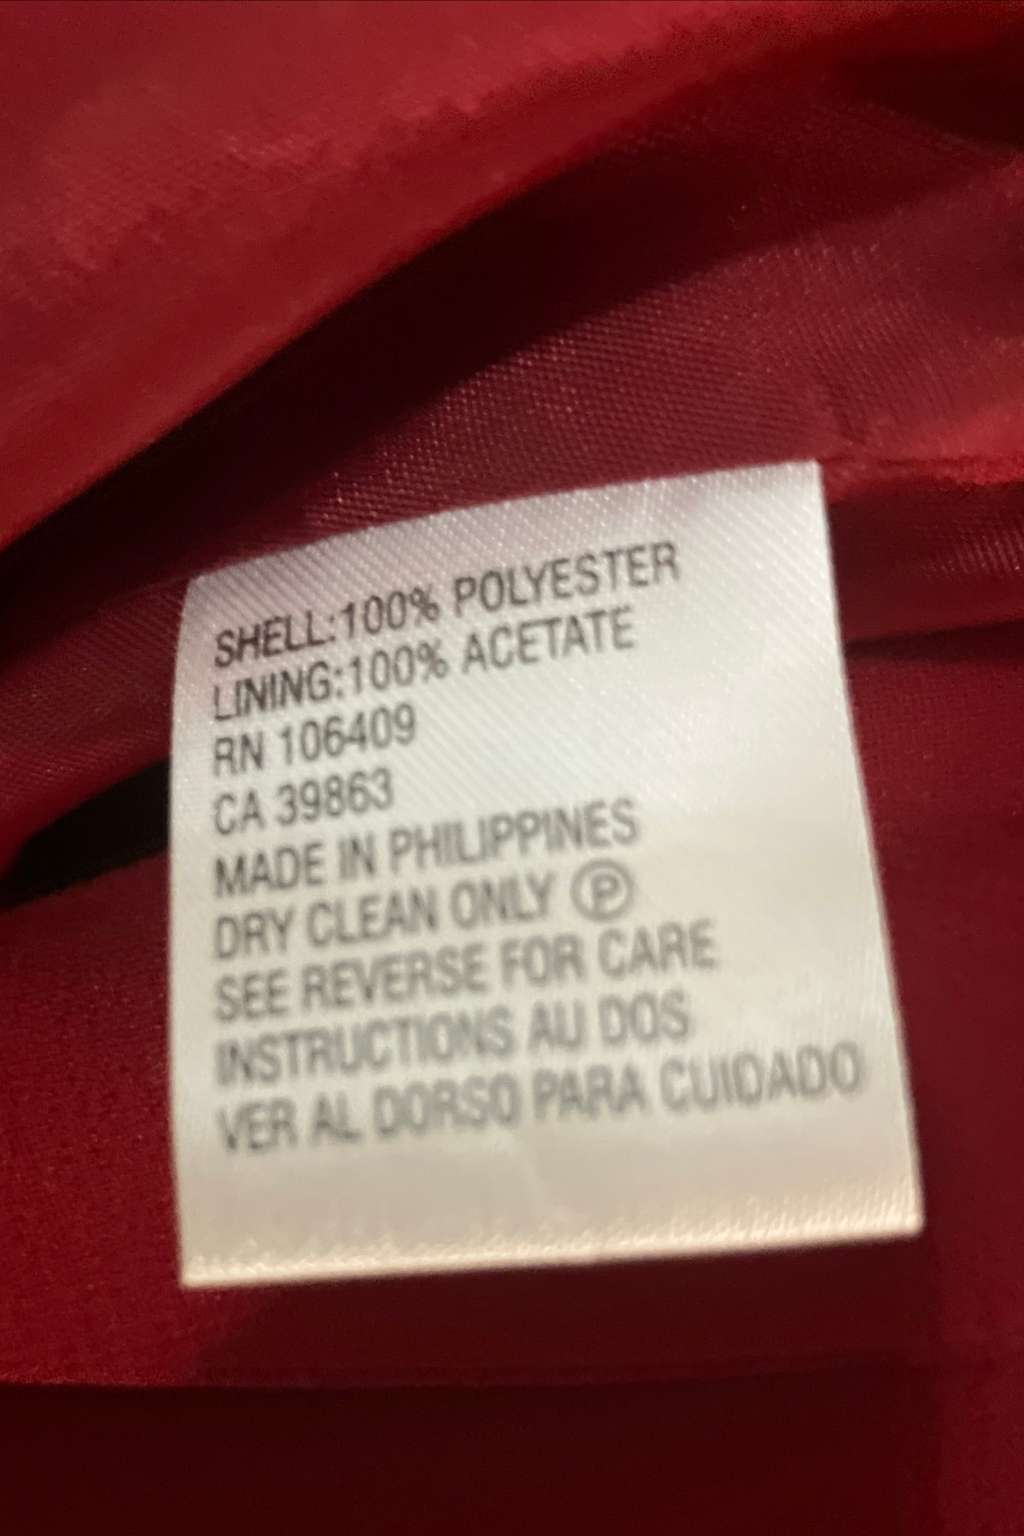 SHELL:100% POLYESTER
LINING:100% ACETATE
RN 106409
CA 39863
MADE IN PHILIPPINES
DRY CLEAN ONLY Ⓟ
SEE REVERSE FOR CARE
INSTRUCTIONS AU DOS
VER AL DORSO PARA CUIDADO